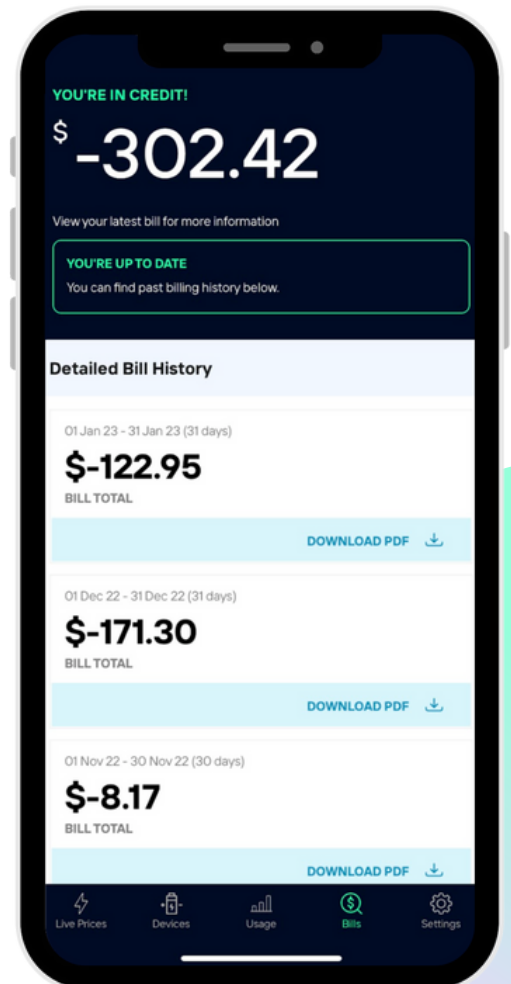 YOU'RE IN CREDIT!
$-302.42
View your latest bill for more information
YOU'RE UP TO DATE
You can find past billing history below.
Detailed Bill History
01 Jan 23 - 31 Jan 23 (31 days)
$-122.95
BILL TOTAL
DOWNLOAD PDF
01 Dec 22 - 31 Dec 22 (31 days)
$-171.30
BILL TOTAL
DOWNLOAD PDF
01 Nov 22 - 30 Nov 22 (30 days)
$-8.17
BILL TOTAL
DOWNLOAD PDF
Live Prices Devices Usage Bills Settings